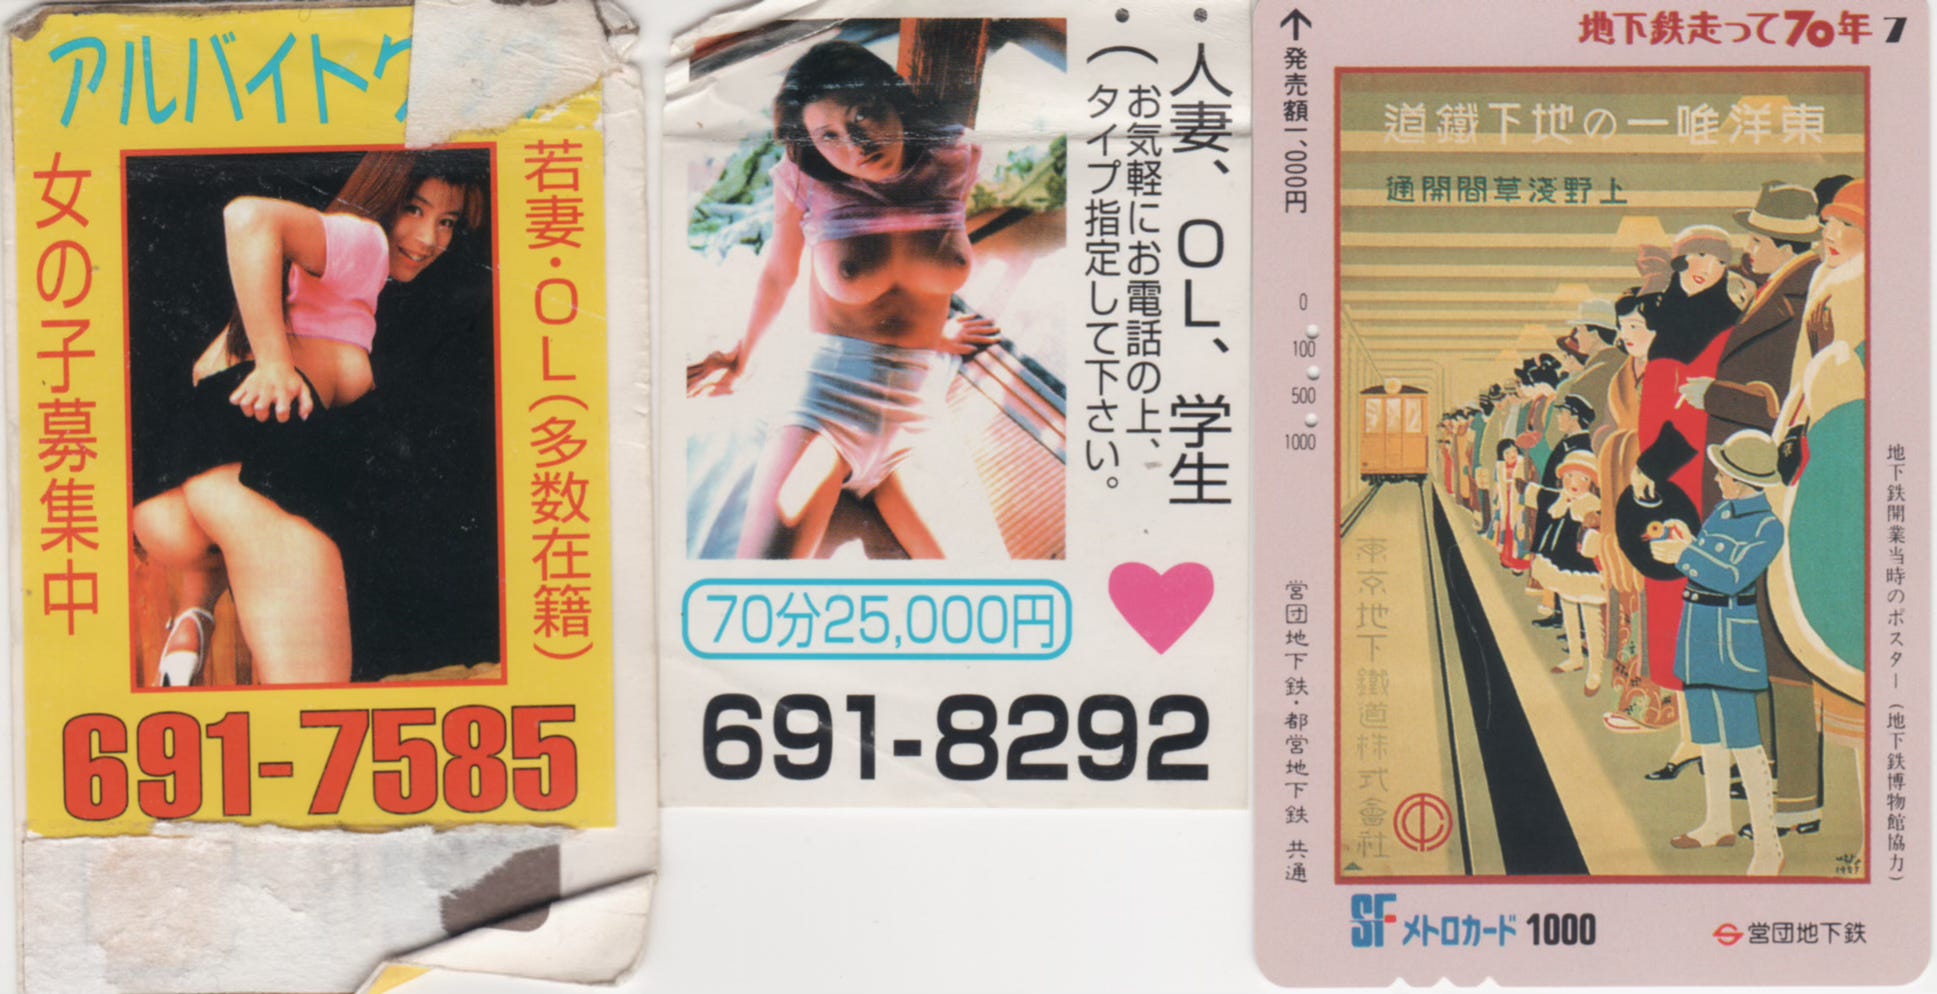 アルバイトク
女の子募集中
若妻・OL(多数在籍)
691-7585
・人妻、OL、学生
・(お気軽にお電話の上、
タイプ指定して下さい。
70分25,000円
691-8292
地下鉄走って70年 7
↑発売額一、000円
0
100
500
1000
営団地下鉄・都営地下鉄 共通
東洋唯一の地下鐵道
上野淺草間開通
東京地下鐵道株式會社
1927
地下鉄開業当時のポスター(地下鉄博物館協力)
SFメトロカード 1000
営団地下鉄